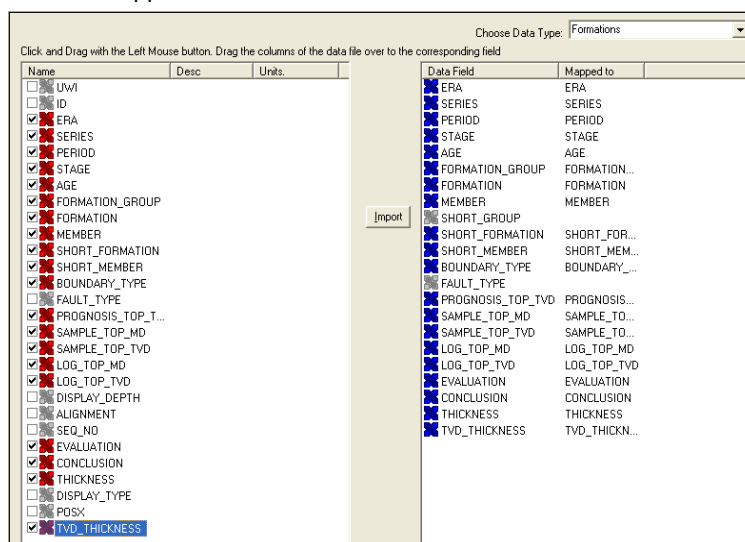 Choose Data Type: Formations
Click and Drag with the Left Mouse button. Drag the columns of the data file over to the corresponding field
Name Desc Units.
UWI
ID
ERA
SERIES
PERIOD
STAGE
AGE
FORMATION_GROUP
FORMATION
MEMBER
SHORT_FORMATION
SHORT_MEMBER
BOUNDARY_TYPE
FAULT_TYPE
PROGNOSIS_TOP_T...
SAMPLE_TOP_MD
SAMPLE_TOP_TVD
LOG_TOP_MD
LOG_TOP_TVD
DISPLAY_DEPTH
ALIGNMENT
SEQ_NO
EVALUATION
CONCLUSION
THICKNESS
DISPLAY_TYPE
POSX
TVD_THICKNESS
Import
Data Field Mapped to
ERA ERA
SERIES SERIES
PERIOD PERIOD
STAGE STAGE
AGE AGE
FORMATION_GROUP FORMATION...
FORMATION FORMATION
MEMBER MEMBER
SHORT_GROUP
SHORT_FORMATION SHORT_FOR...
SHORT_MEMBER SHORT_MEM...
BOUNDARY_TYPE BOUNDARY_...
FAULT_TYPE
PROGNOSIS_TOP_TVD PROGNOSIS...
SAMPLE_TOP_MD SAMPLE_TO...
SAMPLE_TOP_TVD SAMPLE_TO...
LOG_TOP_MD LOG_TOP_MD
LOG_TOP_TVD LOG_TOP_TVD
EVALUATION EVALUATION
CONCLUSION CONCLUSION
THICKNESS THICKNESS
TVD_THICKNESS TVD_THICKN...